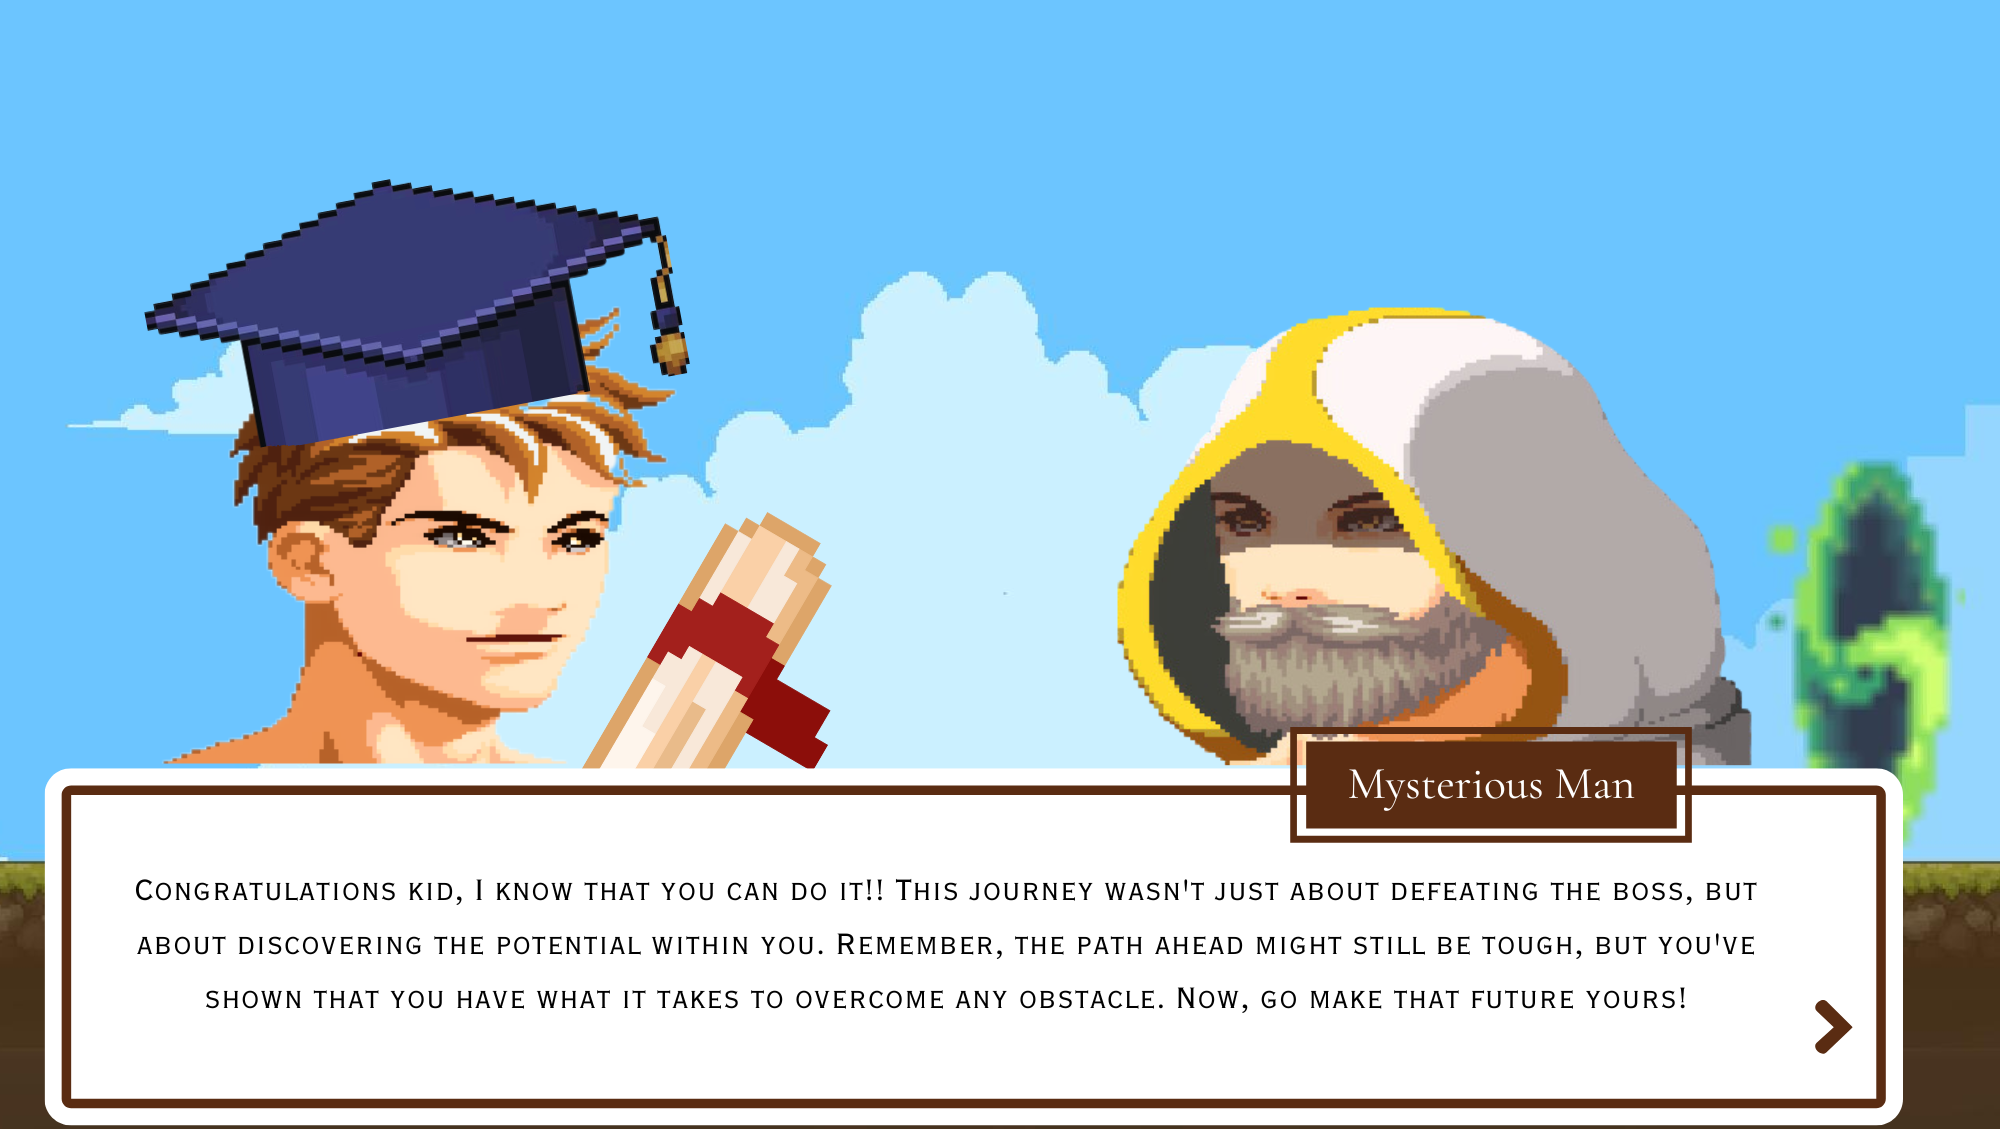 Mysterious Man
Congratulations kid, I know that you can do it!! This journey wasn't just about defeating the boss, but
about discovering the potential within you. Remember, the path ahead might still be tough, but you've
shown that you have what it takes to overcome any obstacle. Now, go make that future yours!